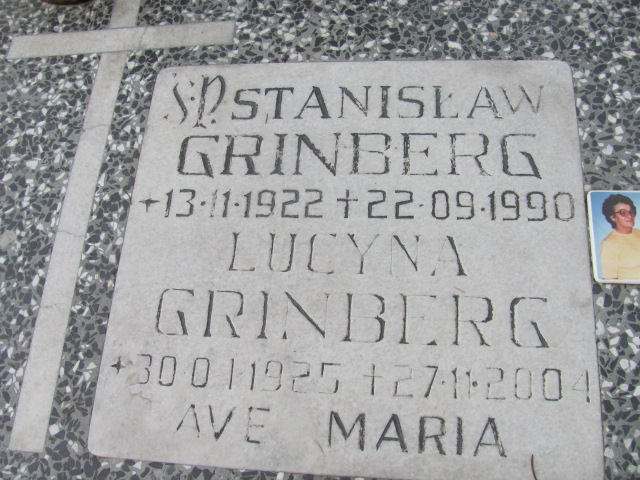 Ś.P. STANISŁAW
GRINBERG
+13·11·1922 ✝22·09·1990
LUCYNA
GRINBERG
+30·01·1925 ✝27·11·2004
AVE MARIA